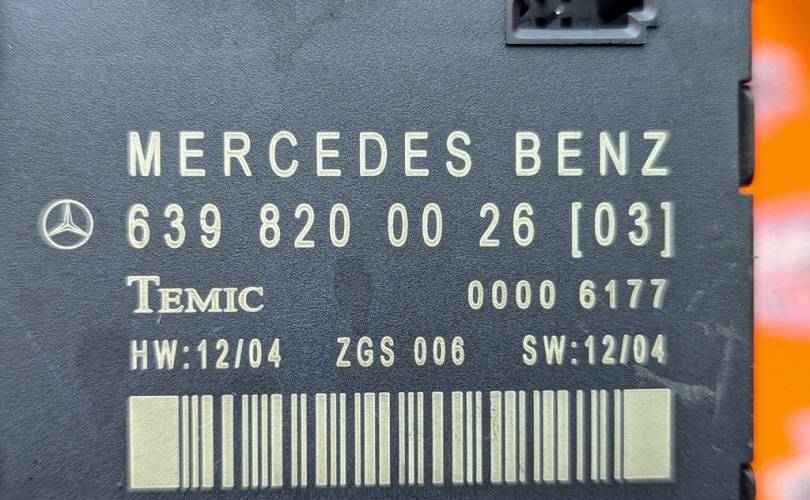 MERCEDES BENZ
639 820 00 26 [03]
TEMIC 0000 6177
HW:12/04 ZGS 006 SW:12/04